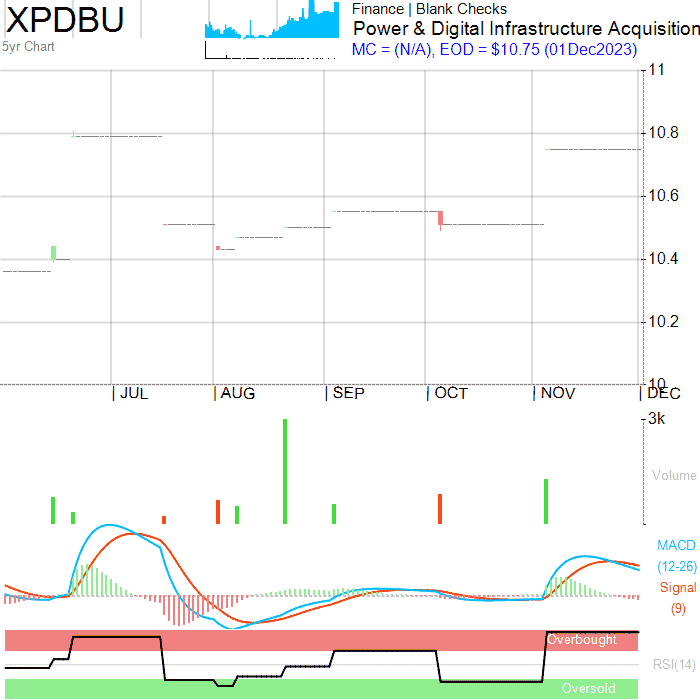 XPDBU
5yr Chart
Finance | Blank Checks
Power & Digital Infrastructure Acquisition
MC = (N/A), EOD = $10.75 (01Dec2023)
11
10.8
10.6
10.4
10.2
10
JUL AUG SEP OCT NOV DEC
3k
Volume
MACD
(12-26)
Signal
(9)
Overbought
RSI(14)
Oversold